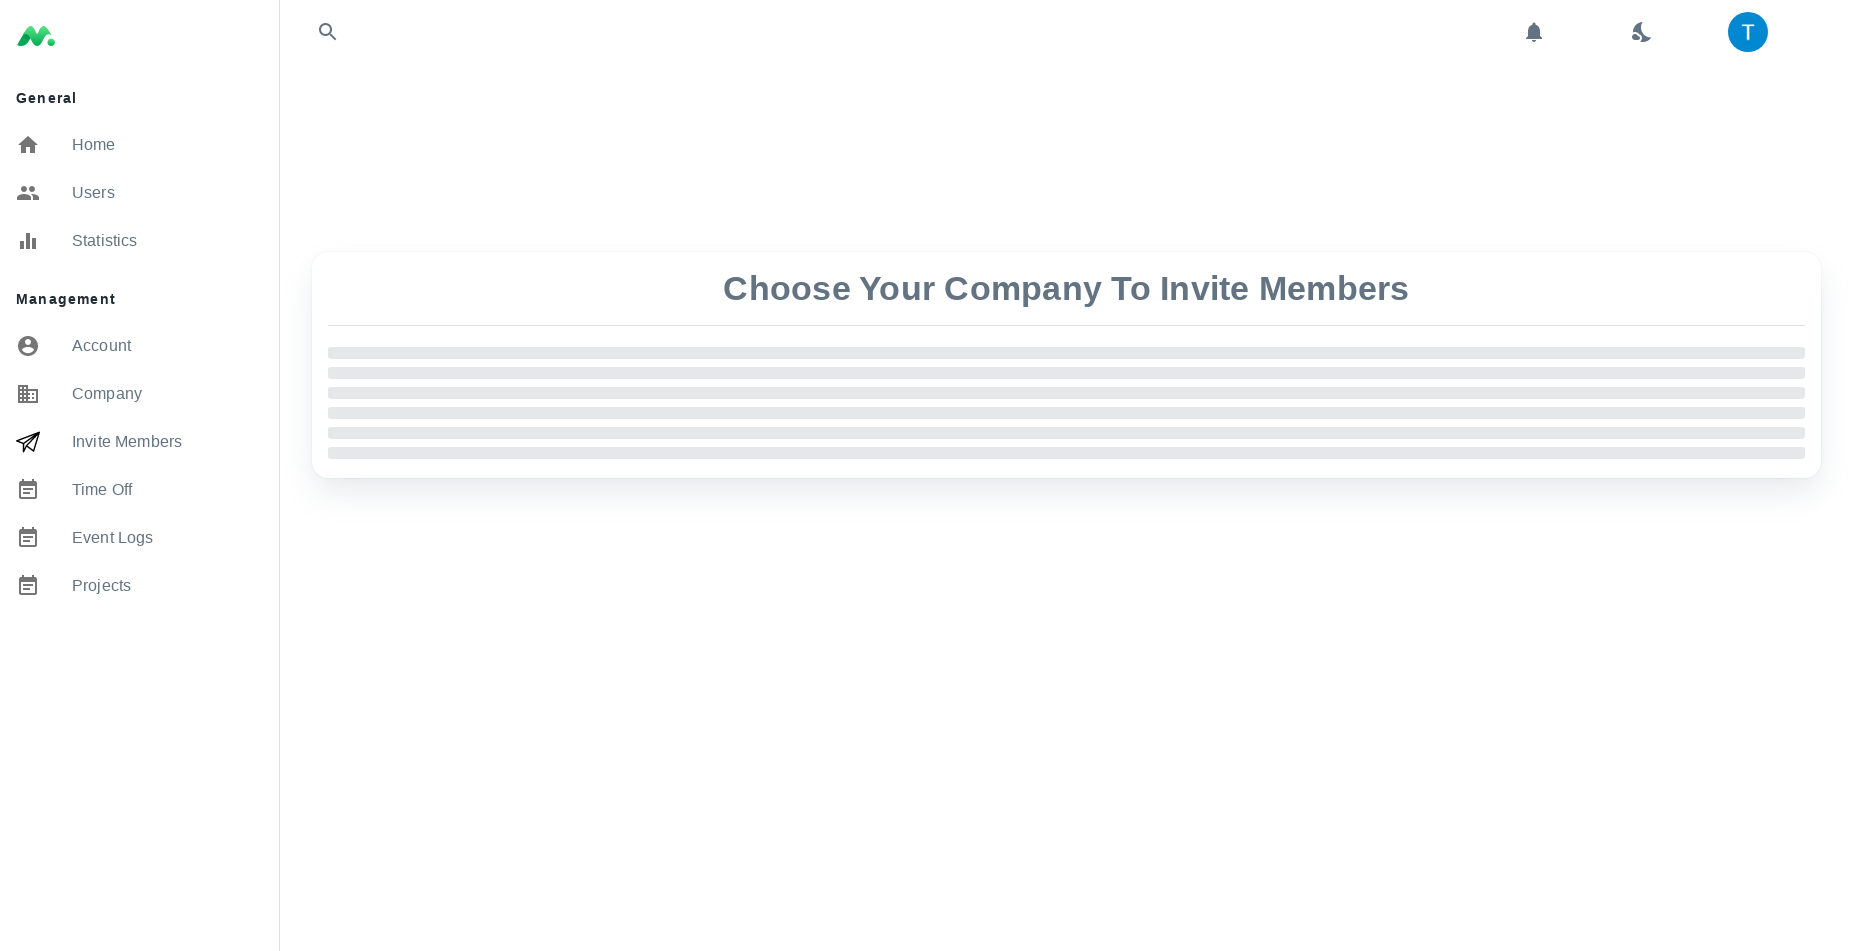 General
Home
Users
Statistics
Management
Account
Company
Invite Members
Time Off
Event Logs
Projects
T
Choose Your Company To Invite Members